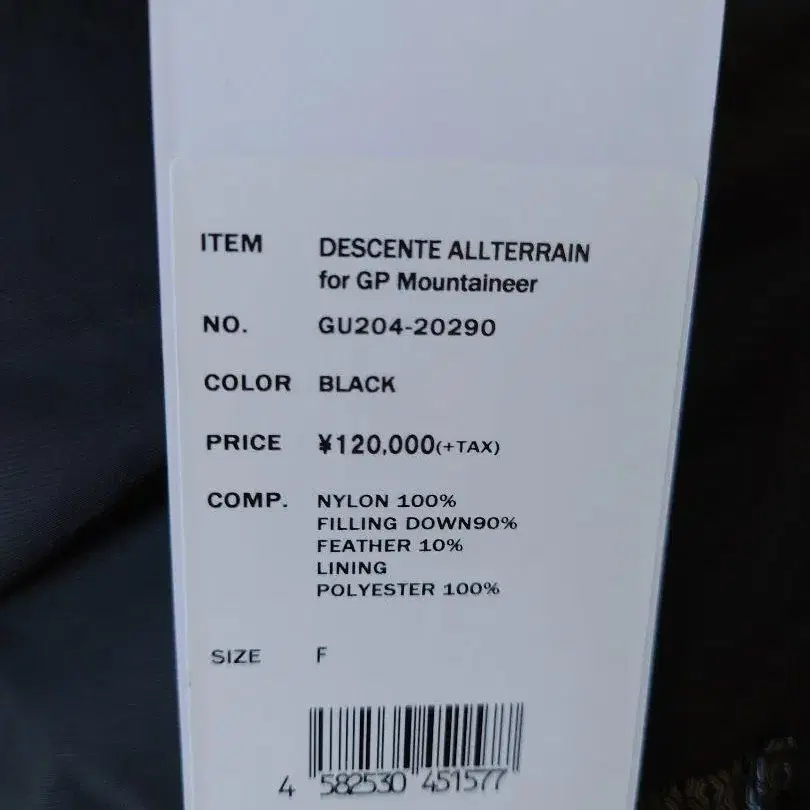 ITEM DESCENTE ALLTERRAIN
for GP Mountaineer
NO. GU204-20290
COLOR BLACK
PRICE ¥120,000(+TAX)
COMP. NYLON 100%
FILLING DOWN90%
FEATHER 10%
LINING
POLYESTER 100%
SIZE F
4 582530 451577